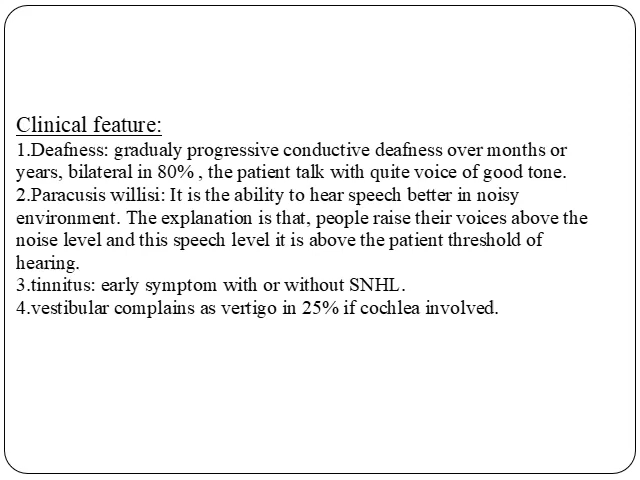 Clinical feature:
1.Deafness: gradualy progressive conductive deafness over months or
years, bilateral in 80% , the patient talk with quite voice of good tone.
2.Paracusis willisi: It is the ability to hear speech better in noisy
environment. The explanation is that, people raise their voices above the
noise level and this speech level it is above the patient threshold of
hearing.
3.tinnitus: early symptom with or without SNHL.
4.vestibular complains as vertigo in 25% if cochlea involved.